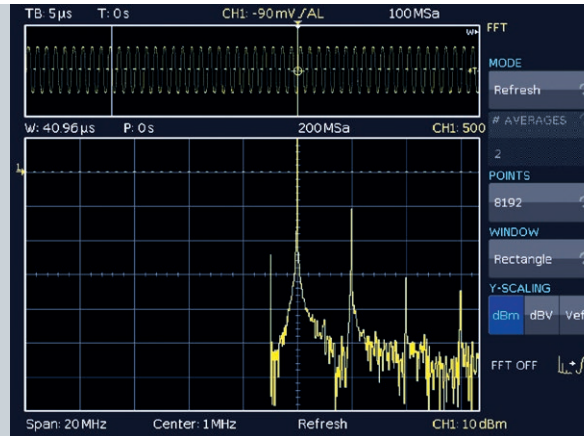 TB: 5µs T: 0s CH1: -90mV / AL 100MSa
FFT
MODE
Refresh
# AVERAGES
2
W: 40.96µs P: 0s 200MSa CH1: 500
POINTS
8192
WINDOW
Rectangle
Y-SCALING
dBm dBV Vef
FFT OFF
Span: 20MHz Center: 1MHz Refresh CH1: 10dBm